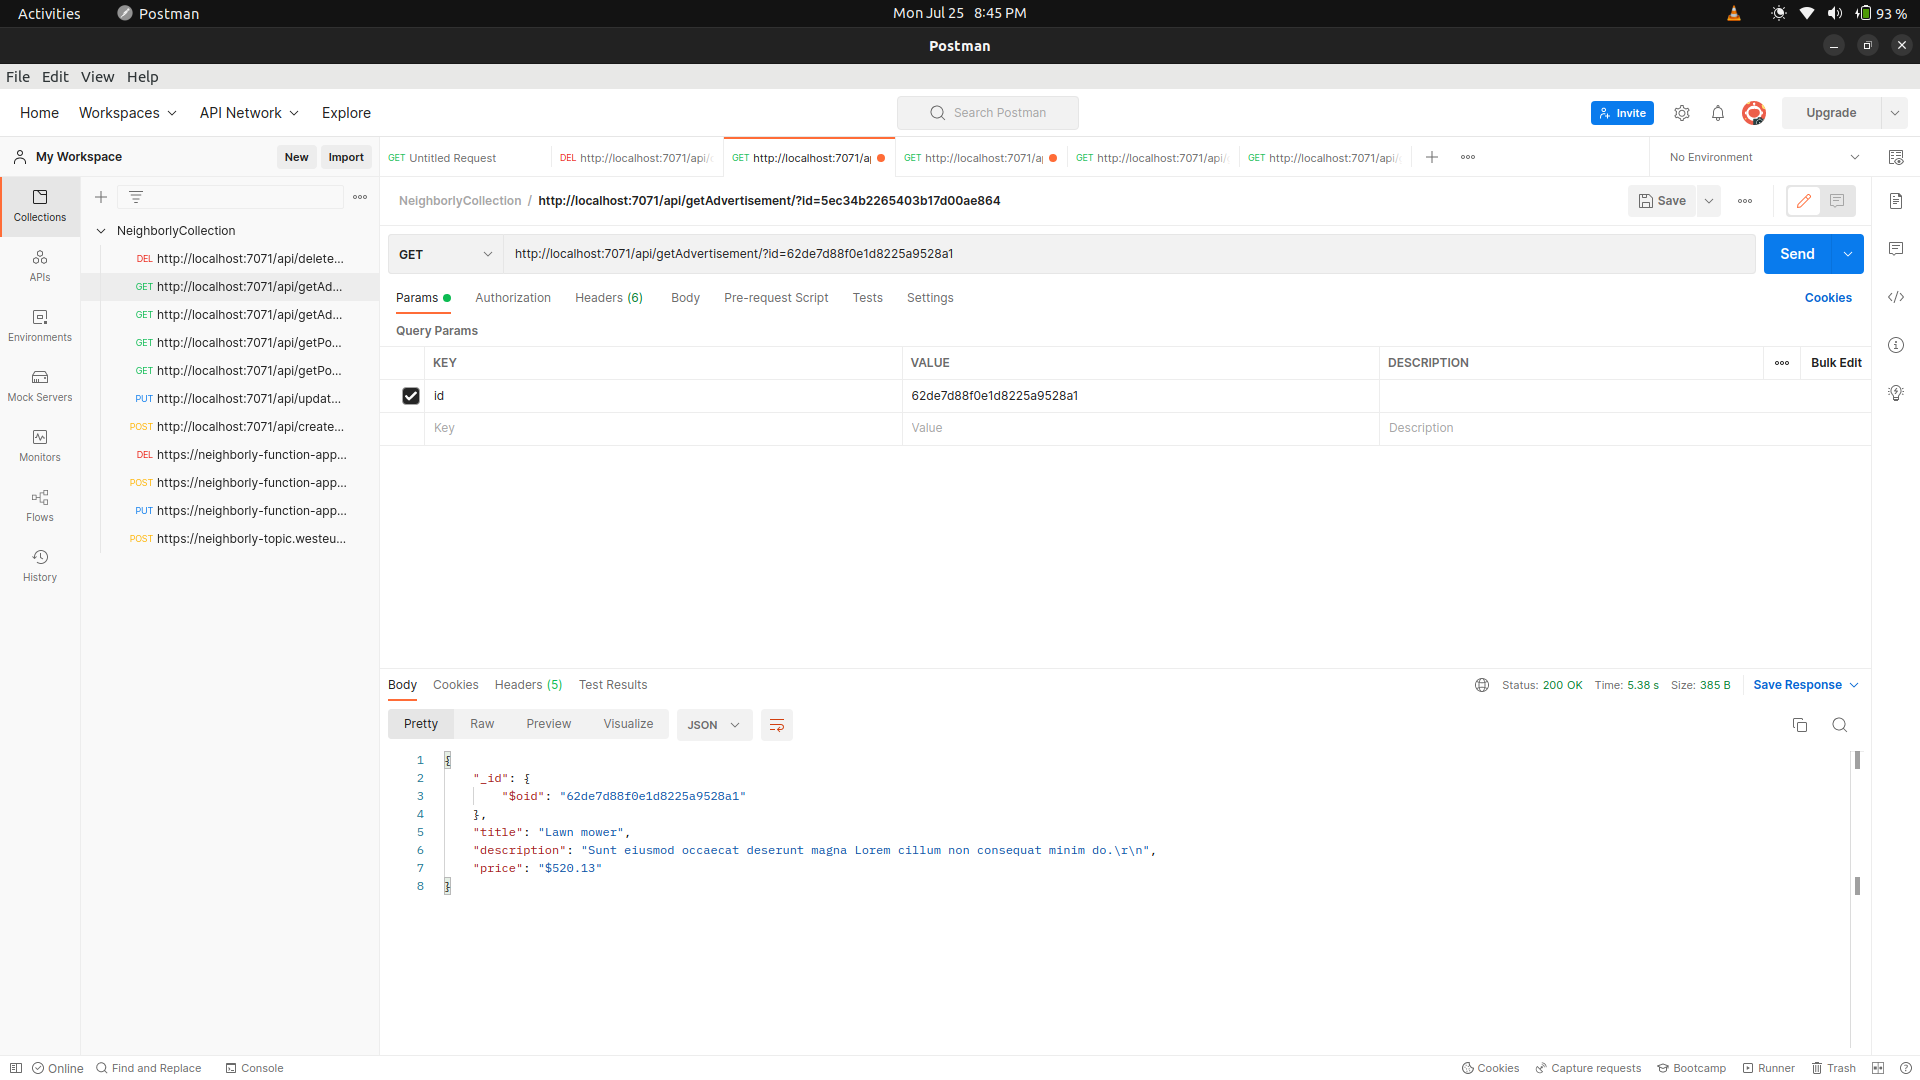 Activities Postman Mon Jul 25 8:45 PM 93 %
Postman
File Edit View Help
Home Workspaces API Network Explore Search Postman Invite Upgrade
My Workspace New Import GET Untitled Request DEL http://localhost:7071/api/ GET http://localhost:7071/a GET http://localhost:7071/a GET http://localhost:7071/api/ GET http://localhost:7071/api/ No Environment
Collections
APIs
Environments
Mock Servers
Monitors
Flows
History
NeighborlyCollection
DEL http://localhost:7071/api/delete...
GET http://localhost:7071/api/getAd...
GET http://localhost:7071/api/getAd...
GET http://localhost:7071/api/getPo...
GET http://localhost:7071/api/getPo...
PUT http://localhost:7071/api/updat...
POST http://localhost:7071/api/create...
DEL https://neighborly-function-app...
POST https://neighborly-function-app...
PUT https://neighborly-function-app...
POST https://neighborly-topic.westeu...
NeighborlyCollection / http://localhost:7071/api/getAdvertisement/?id=5ec34b2265403b17d00ae864 Save
GET http://localhost:7071/api/getAdvertisement/?id=62de7d88f0e1d8225a9528a1 Send
Params Authorization Headers (6) Body Pre-request Script Tests Settings Cookies
Query Params
KEY VALUE DESCRIPTION Bulk Edit
id 62de7d88f0e1d8225a9528a1
Key Value Description
Body Cookies Headers (5) Test Results Status: 200 OK Time: 5.38 s Size: 385 B Save Response
Pretty Raw Preview Visualize JSON
1 {
2 "_id": {
3 "$oid": "62de7d88f0e1d8225a9528a1"
4 },
5 "title": "Lawn mower",
6 "description": "Sunt eiusmod occaecat deserunt magna Lorem cillum non consequat minim do.\r\n",
7 "price": "$520.13"
8 }
Online Find and Replace Console Cookies Capture requests Bootcamp Runner Trash